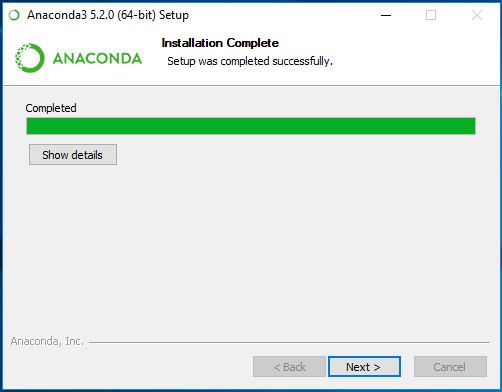 Anaconda3 5.2.0 (64-bit) Setup
ANACONDA
Installation Complete
Setup was completed successfully.
Completed
Show details
Anaconda, Inc.
< Back
Next >
Cancel